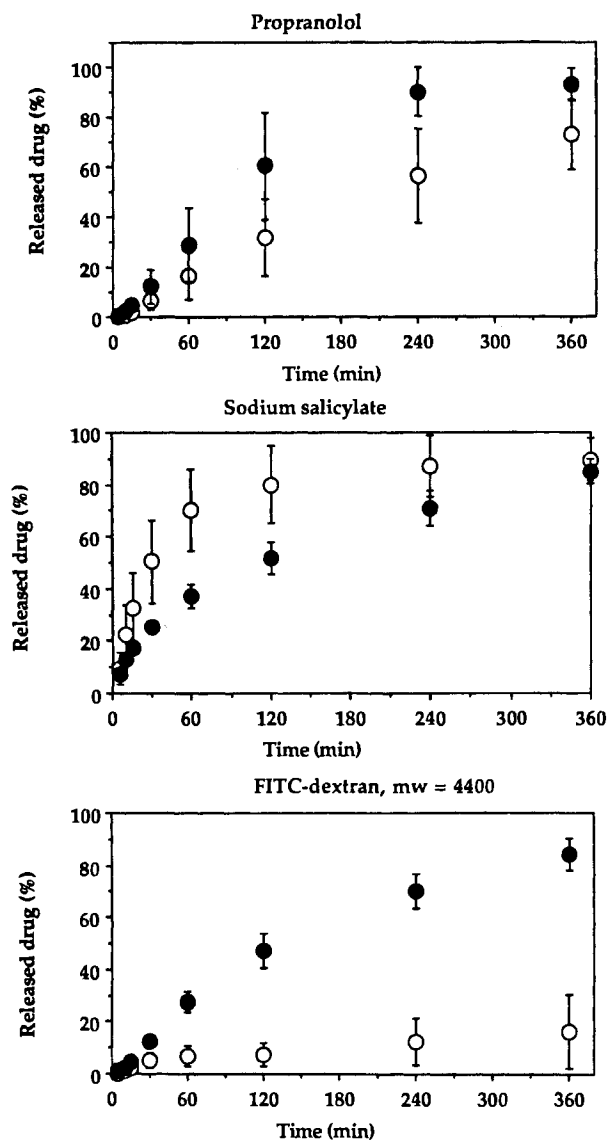 Propranolol
100
80
60
40
20
0
Released drug (%)
0 60 120 180 240 300 360
Time (min)
Sodium salicylate
100
80
60
40
20
0
Released drug (%)
0 60 120 180 240 300 360
Time (min)
FITC-dextran, mw = 4400
100
80
60
40
20
0
Released drug (%)
0 60 120 180 240 300 360
Time (min)